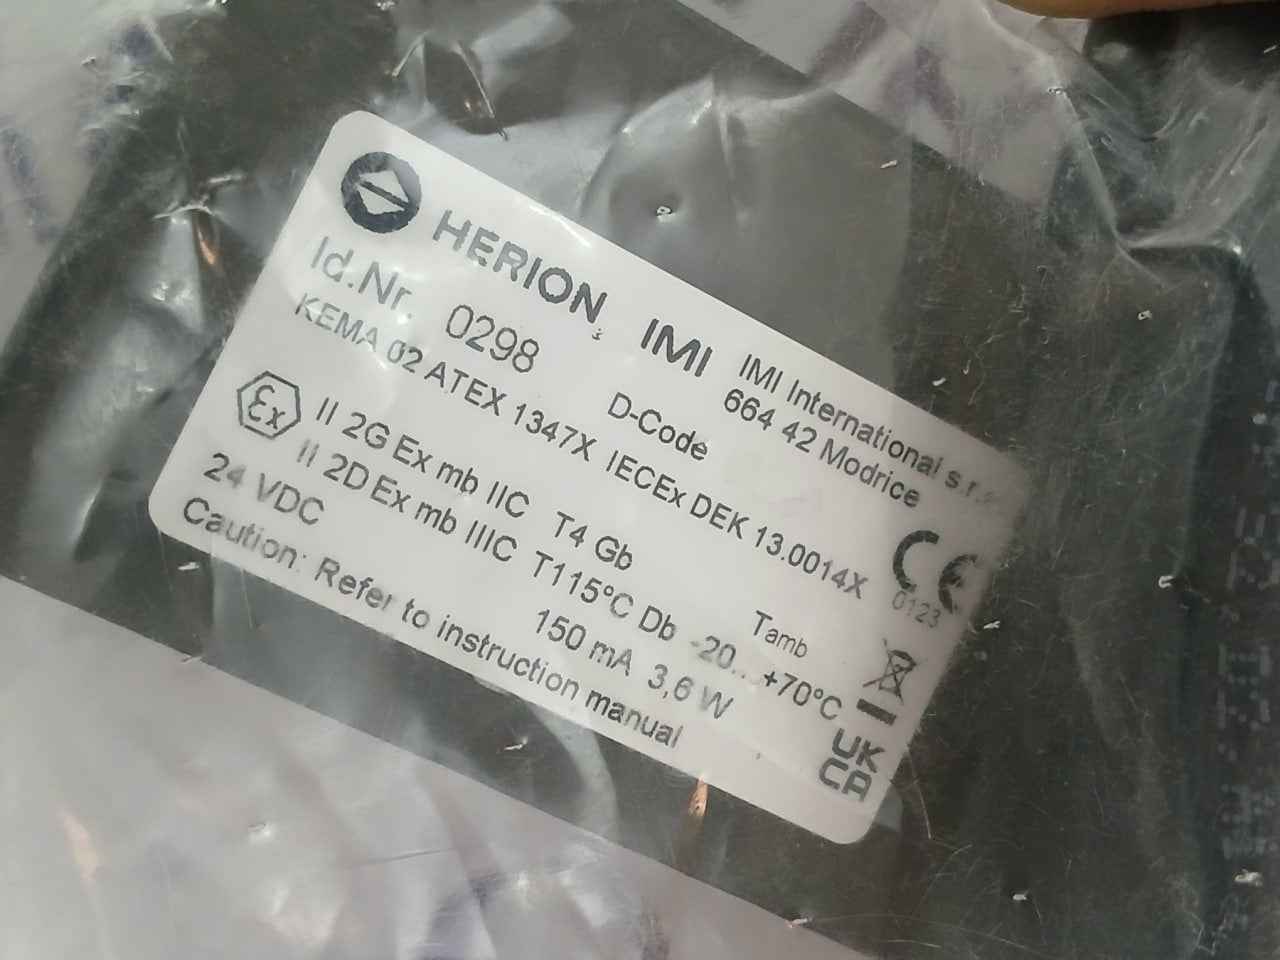 HERION IMI IMI International s.r.o.
664 42 Modrice
Id.Nr. 0298 D-Code
KEMA 02 ATEX 1347X IECEx DEK 13.0014X
CE
0123
Ex II 2G Ex mb IIC T4 Gb Tamb
II 2D Ex mb IIIC T115°C Db -20...+70°C
24 VDC 150 mA 3,6 W
Caution: Refer to instruction manual
UK
CA